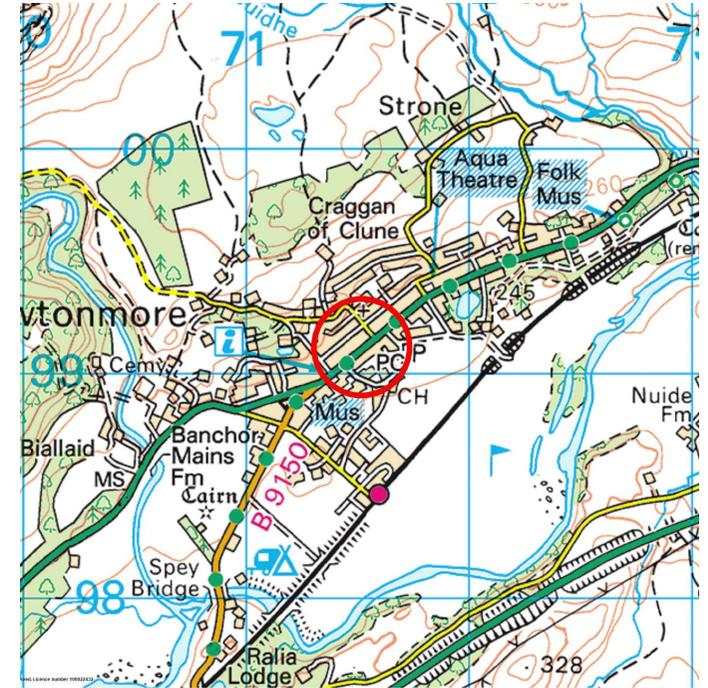 71
Strone
00
Aqua
Theatre
Folk
Mus
260
Craggan
of Clune
245
wtonmore
i
PC
99
Cemy
Mus
CH
Nuide
Fm
Biallaid
MS
Banchor
Mains
Fm
Cairn
B 9150
Spey
Bridge
98
Ralia
Lodge
328